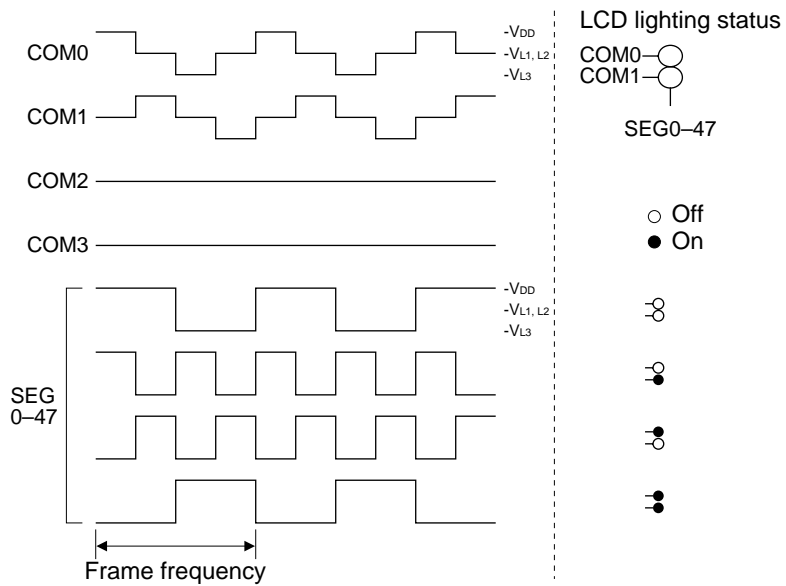 LCD lighting status
COM0
-VDD
-VL1, L2
-VL3
COM0
COM1
COM1
SEG0–47
COM2
Off
On
COM3
-VDD
-VL1, L2
-VL3
SEG
0–47
Frame frequency